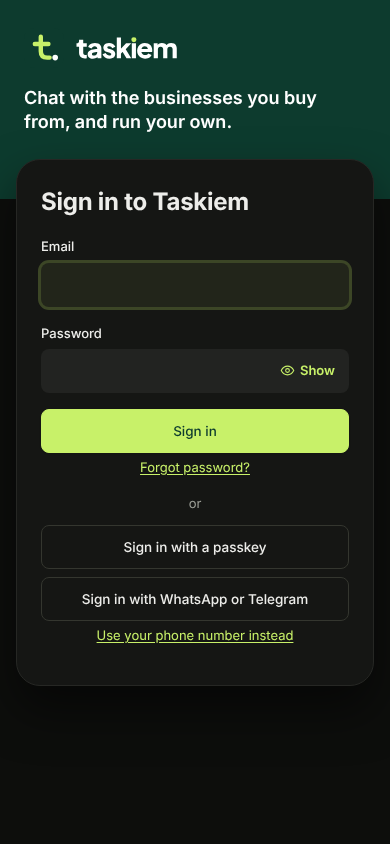 taskiem
Chat with the businesses you buy
from, and run your own.
Sign in to Taskiem
Email
Password
Show
Sign in
Forgot password?
or
Sign in with a passkey
Sign in with WhatsApp or Telegram
Use your phone number instead